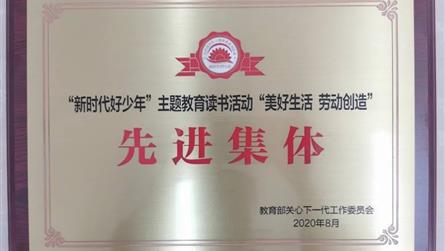 “新时代好少年”主题教育读书活动“美好生活 劳动创造”
先进集体
教育部关心下一代工作委员会
2020年8月